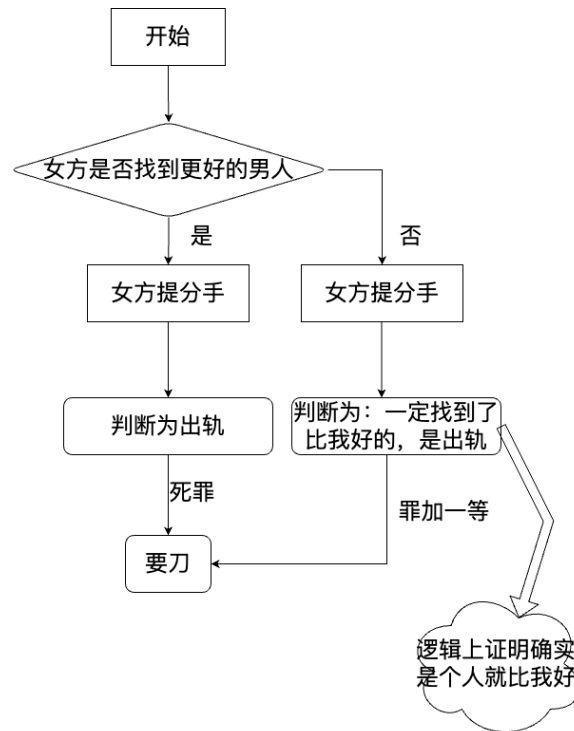 开始
女方是否找到更好的男人
是
否
女方提分手
女方提分手
判断为出轨
判断为：一定找到了
比我好的，是出轨
死罪
罪加一等
要刀
逻辑上证明确实
是个人就比我好